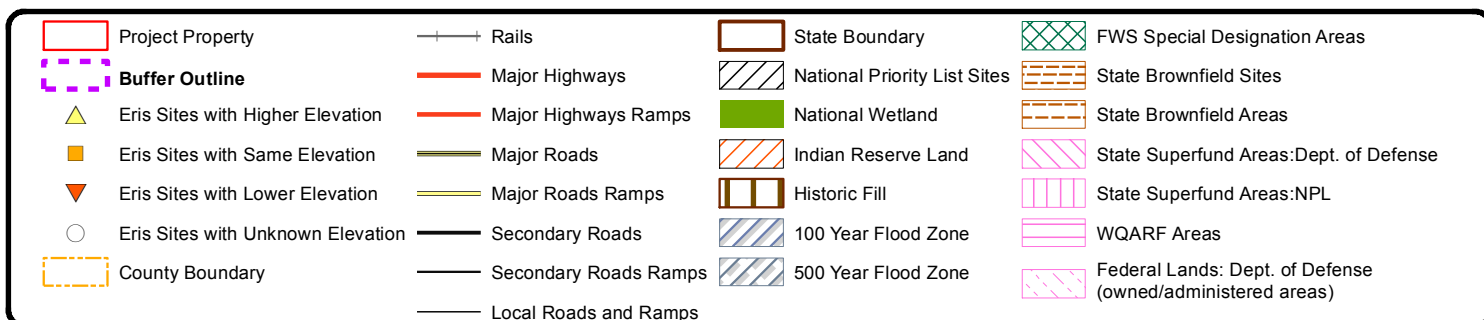 Project Property
Buffer Outline
Eris Sites with Higher Elevation
Eris Sites with Same Elevation
Eris Sites with Lower Elevation
Eris Sites with Unknown Elevation
County Boundary
Rails
Major Highways
Major Highways Ramps
Major Roads
Major Roads Ramps
Secondary Roads
Secondary Roads Ramps
Local Roads and Ramps
State Boundary
National Priority List Sites
National Wetland
Indian Reserve Land
Historic Fill
100 Year Flood Zone
500 Year Flood Zone
FWS Special Designation Areas
State Brownfield Sites
State Brownfield Areas
State Superfund Areas:Dept. of Defense
State Superfund Areas:NPL
WQARF Areas
Federal Lands: Dept. of Defense
(owned/administered areas)